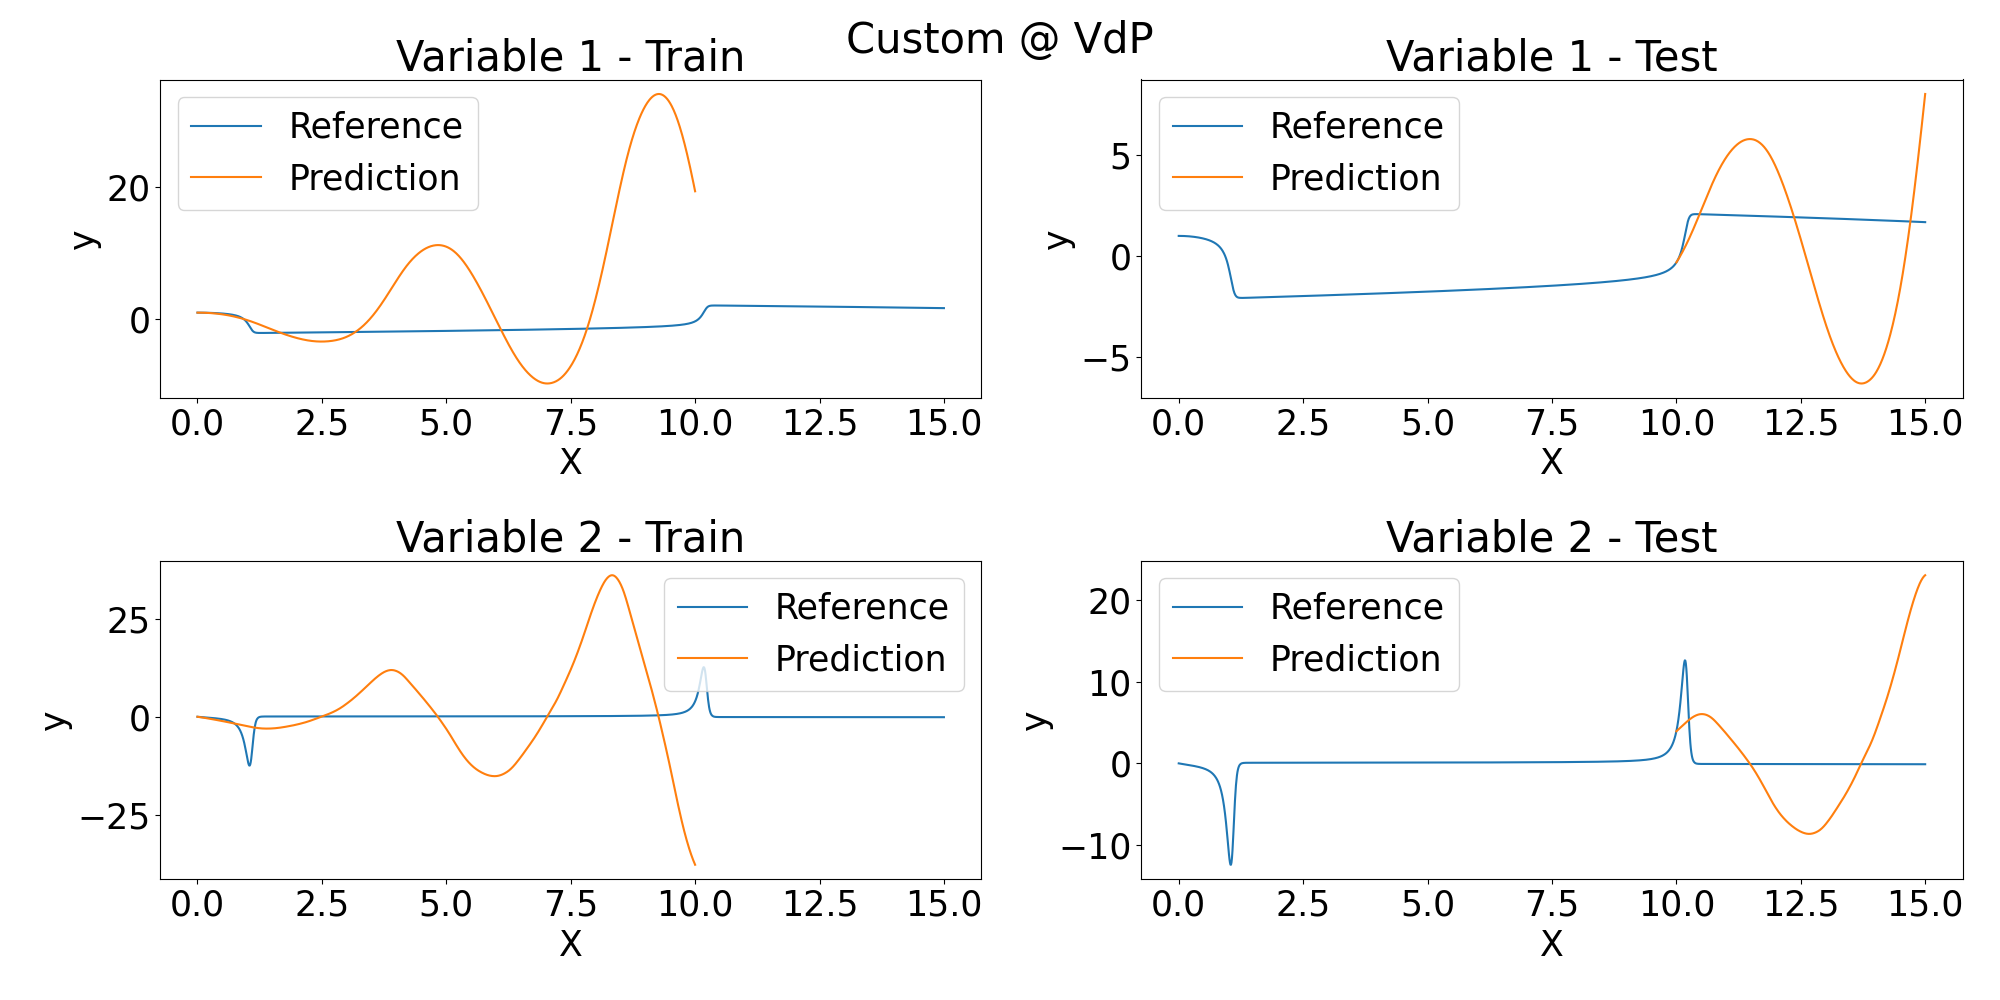 Custom @ VdP
Variable 1 - Train
Reference
Prediction
20
0
y
0.0 2.5 5.0 7.5 10.0 12.5 15.0
X
Variable 1 - Test
Reference
Prediction
5
0
−5
y
0.0 2.5 5.0 7.5 10.0 12.5 15.0
X
Variable 2 - Train
Reference
Prediction
25
0
−25
y
0.0 2.5 5.0 7.5 10.0 12.5 15.0
X
Variable 2 - Test
Reference
Prediction
20
10
0
−10
y
0.0 2.5 5.0 7.5 10.0 12.5 15.0
X